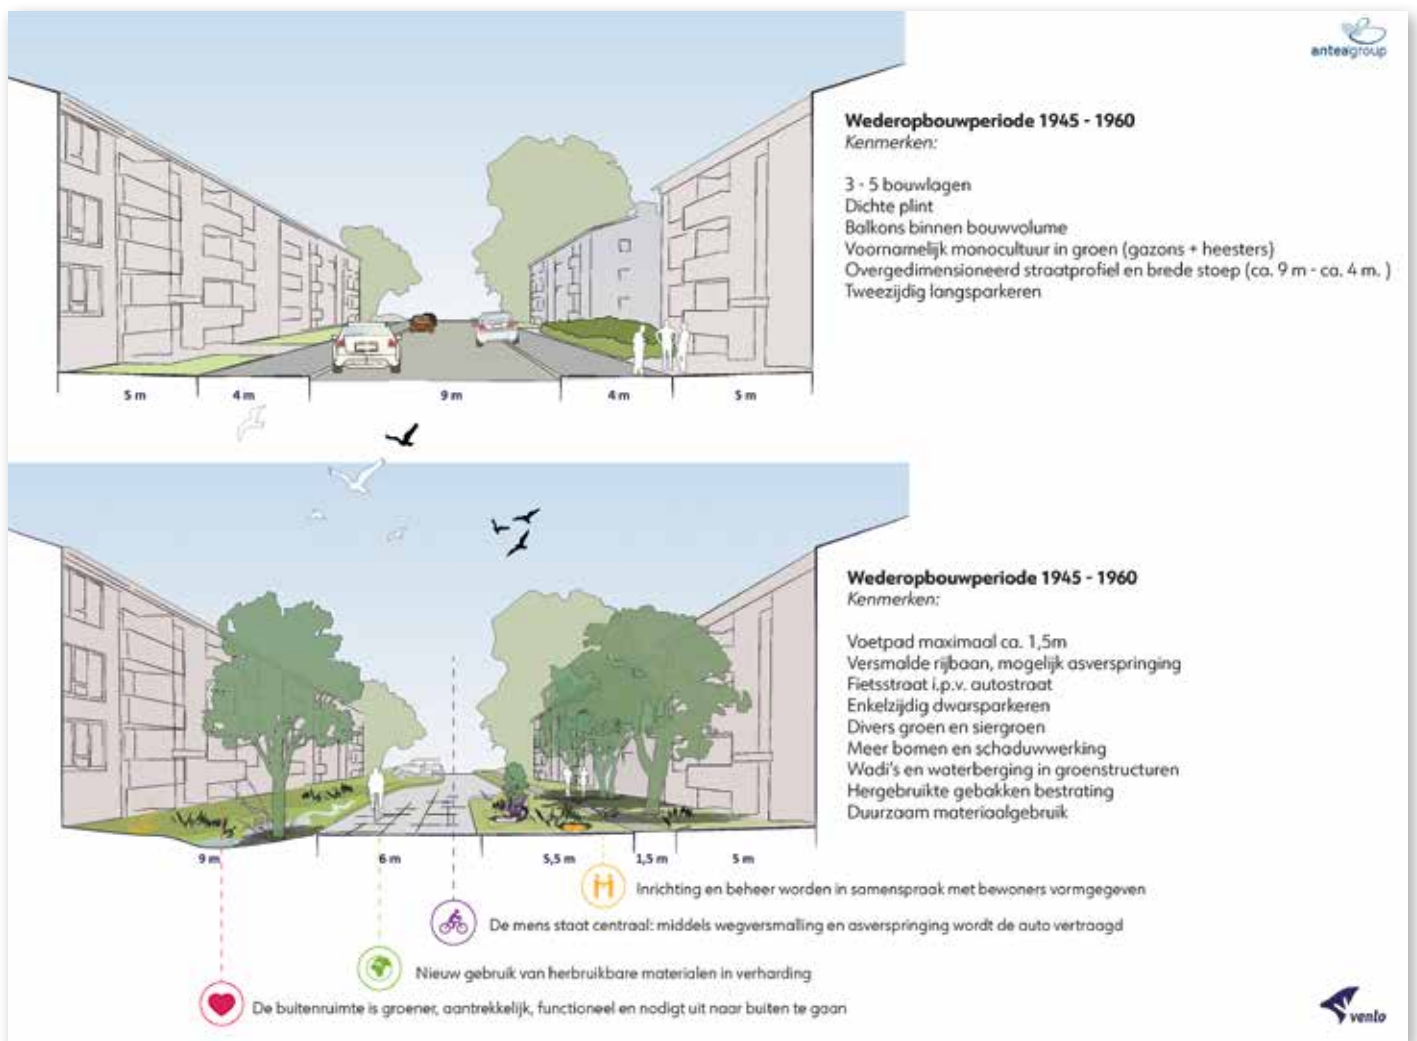 anteagroup
Wederopbouwperiode 1945 - 1960
Kenmerken:
3 - 5 bouwlagen
Dichte plint
Balkons binnen bouwvolume
Voornamelijk monocultuur in groen (gazons + heesters)
Overgedimensioneerd straatprofiel en brede stoep (ca. 9 m - ca. 4 m. )
Tweezijdig langsparkeren
5 m 4 m 9 m 4 m 5 m
Wederopbouwperiode 1945 - 1960
Kenmerken:
Voetpad maximaal ca. 1,5m
Versmalde rijbaan, mogelijk asverspringing
Fietsstraat i.p.v. autostraat
Enkelzijdig dwarsparkeren
Divers groen en siergroen
Meer bomen en schaduwwerking
Wadi's en waterberging in groenstructuren
Hergebruikte gebakken bestrating
Duurzaam materiaalgebruik
9 m 6 m 5,5 m 1,5 m 5 m
Inrichting en beheer worden in samenspraak met bewoners vormgegeven
De mens staat centraal: middels wegversmalling en asverspringing wordt de auto vertraagd
Nieuw gebruik van herbruikbare materialen in verharding
De buitenruimte is groener, aantrekkelijk, functioneel en nodigt uit naar buiten te gaan
venlo